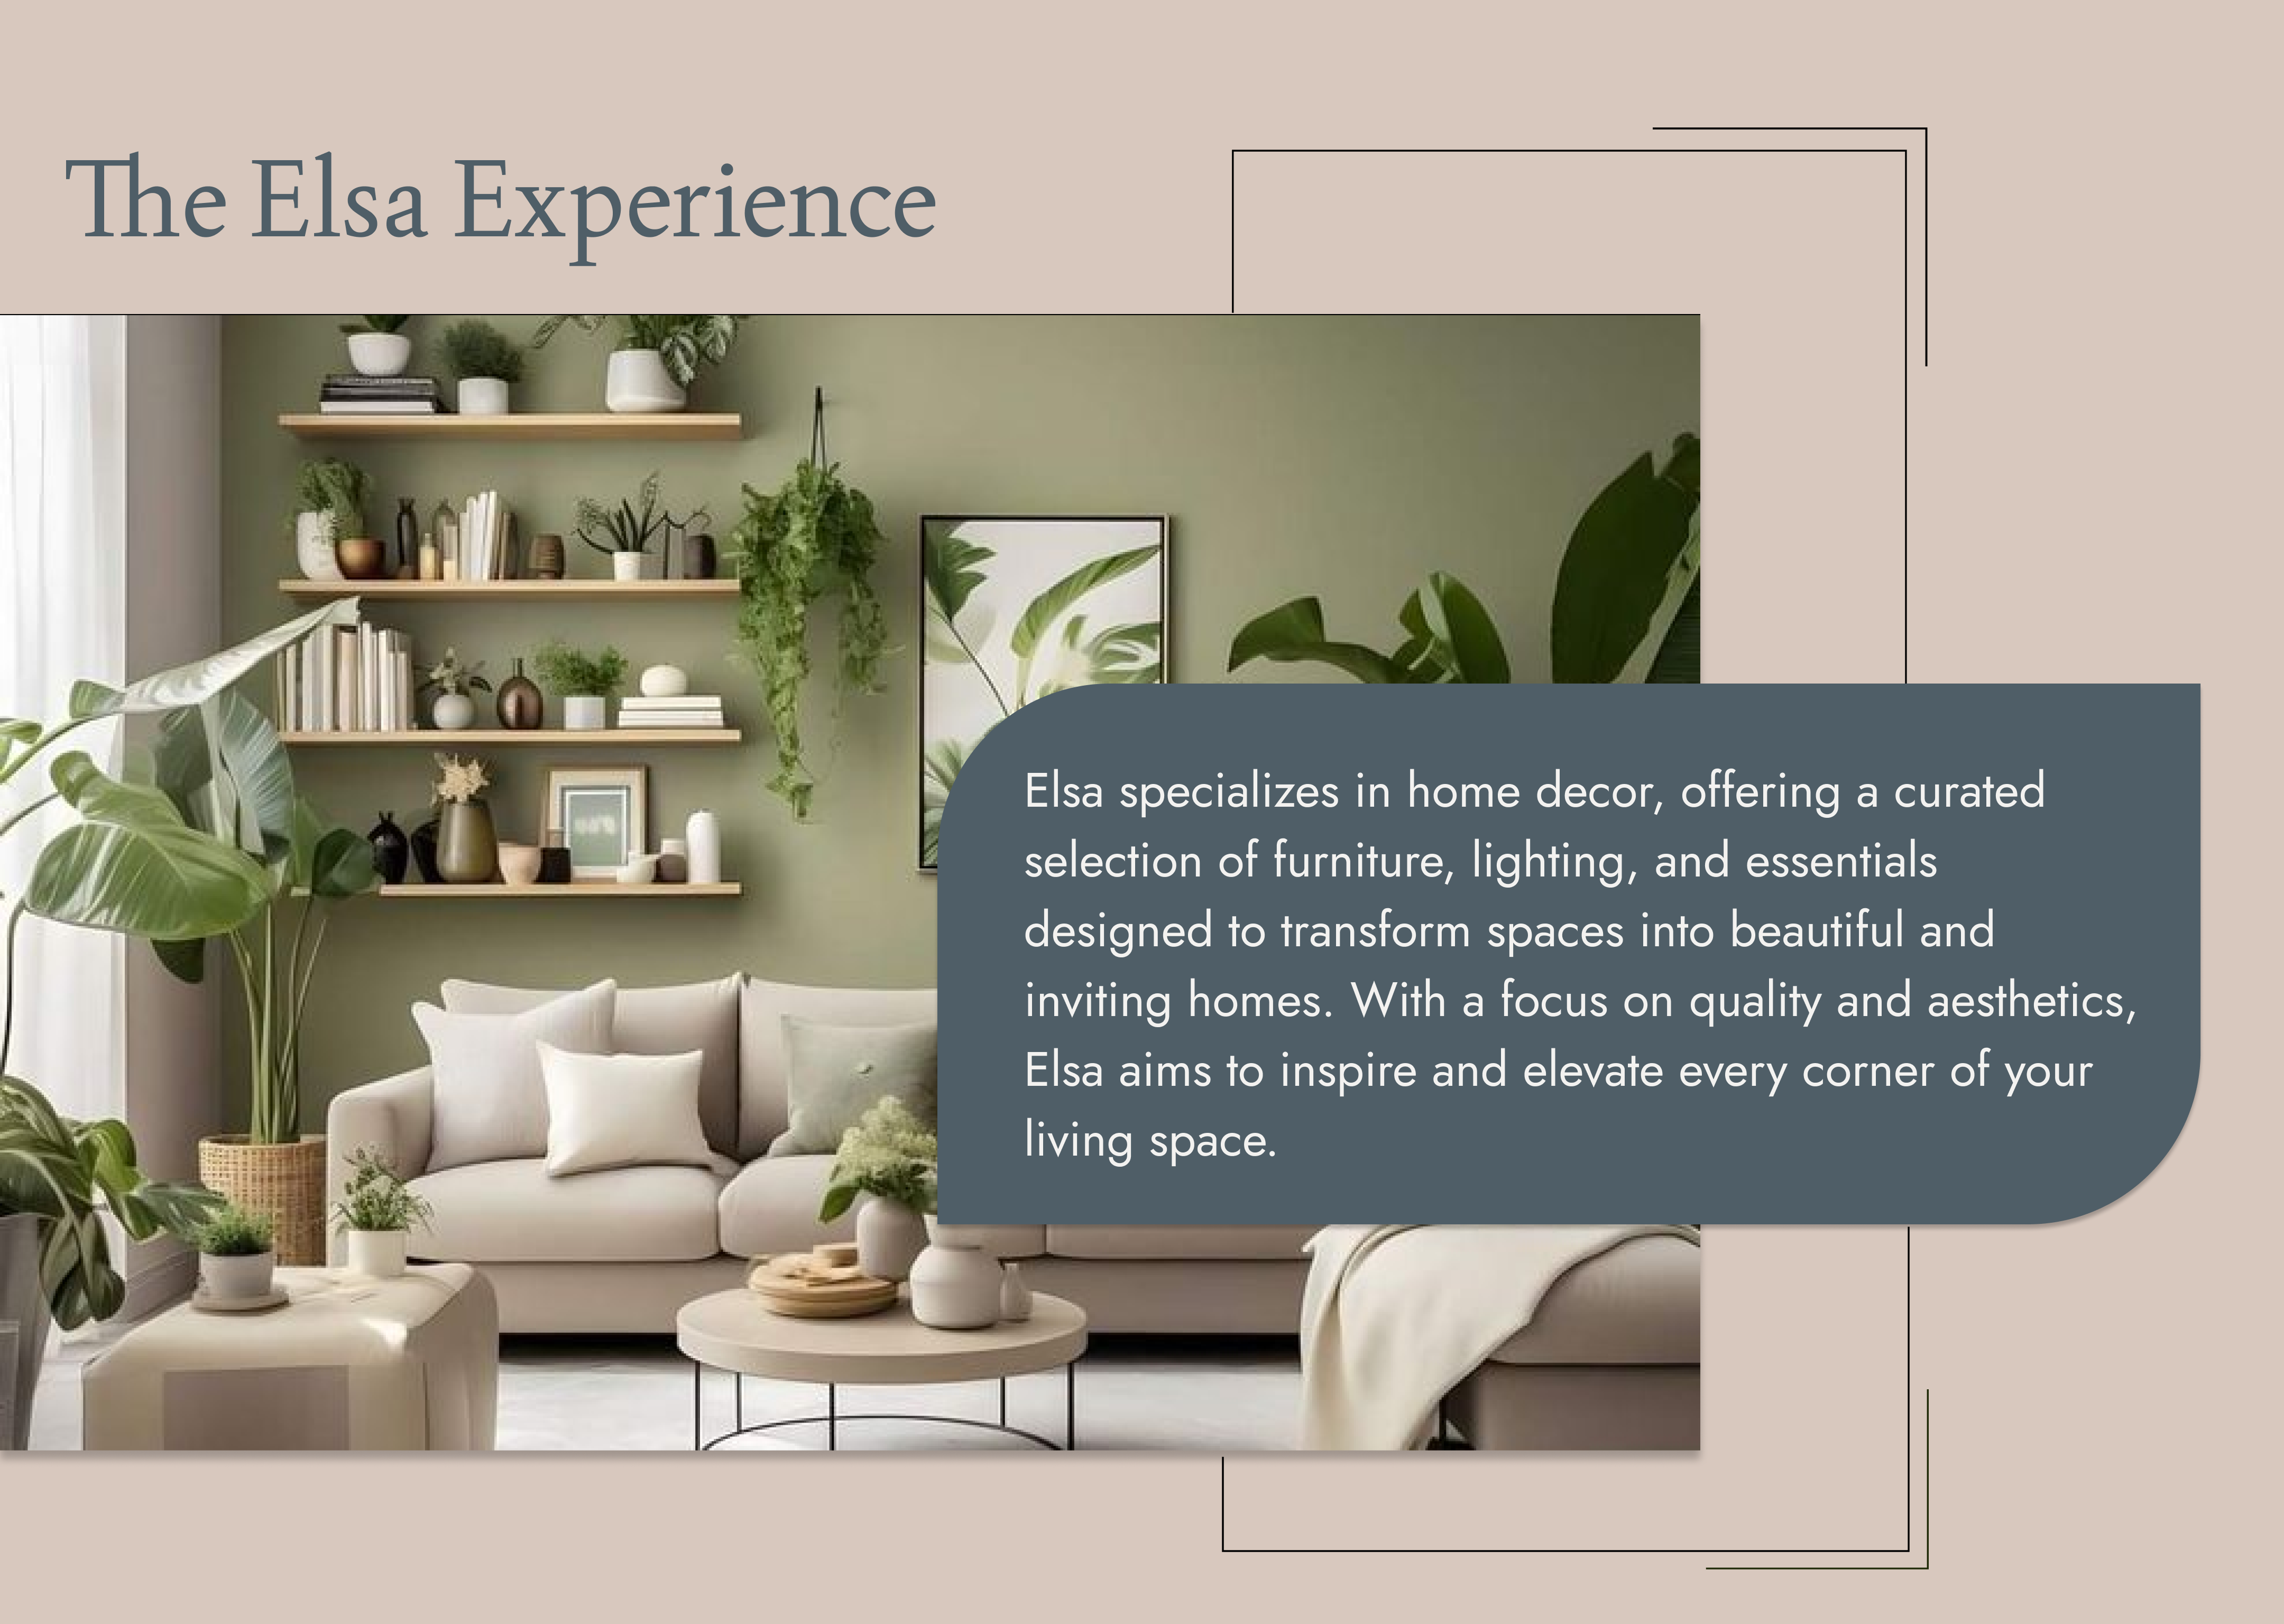 The Elsa Experience
Elsa specializes in home decor, offering a curated
selection of furniture, lighting, and essentials
designed to transform spaces into beautiful and
inviting homes. With a focus on quality and aesthetics,
Elsa aims to inspire and elevate every corner of your
living space.